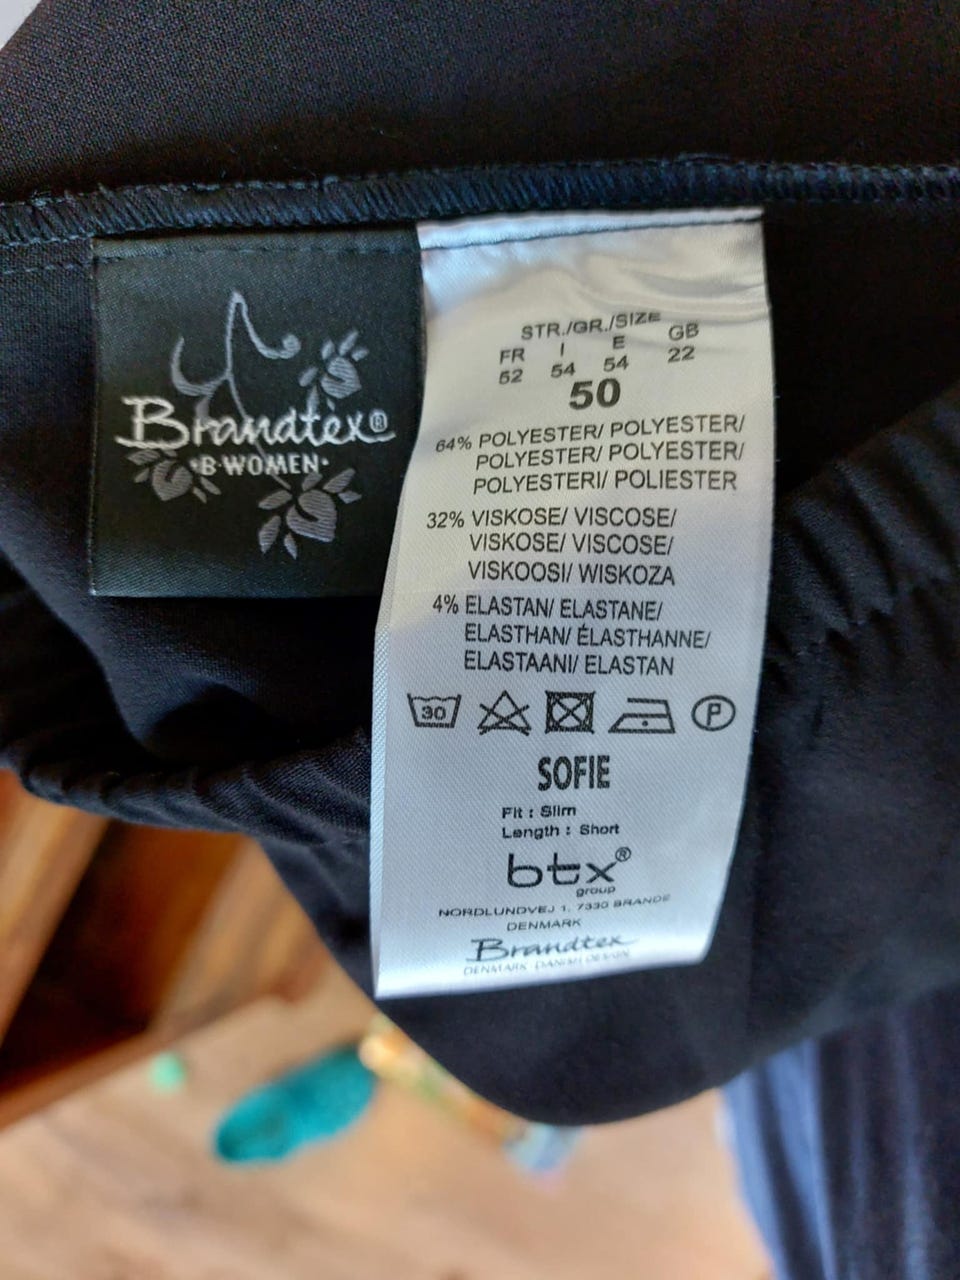 Brandtex®
·B·WOMEN·
STR./GR./SIZE
FR I E GB
52 54 54 22
50
64% POLYESTER/ POLYESTER/
POLYESTER/ POLYESTER/
POLYESTERI/ POLIESTER
32% VISKOSE/ VISCOSE/
VISKOSE/ VISCOSE/
VISKOOSI/ WISKOZA
4% ELASTAN/ ELASTANE/
ELASTHAN/ ÉLASTHANNE/
ELASTAANI/ ELASTAN
30 P
SOFIE
Fit : Slim
Length : Short
btx®
group
NORDLUNDVEJ 1, 7330 BRANDE
DENMARK
Brandtex
DENMARK DANISH DESIGN